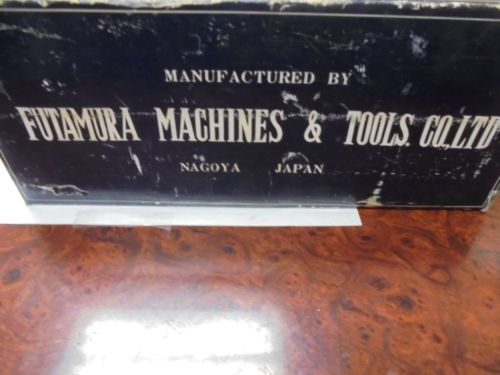 MANUFACTURED BY
FUTAMURA MACHINES & TOOLS. CO., LTD
NAGOYA JAPAN